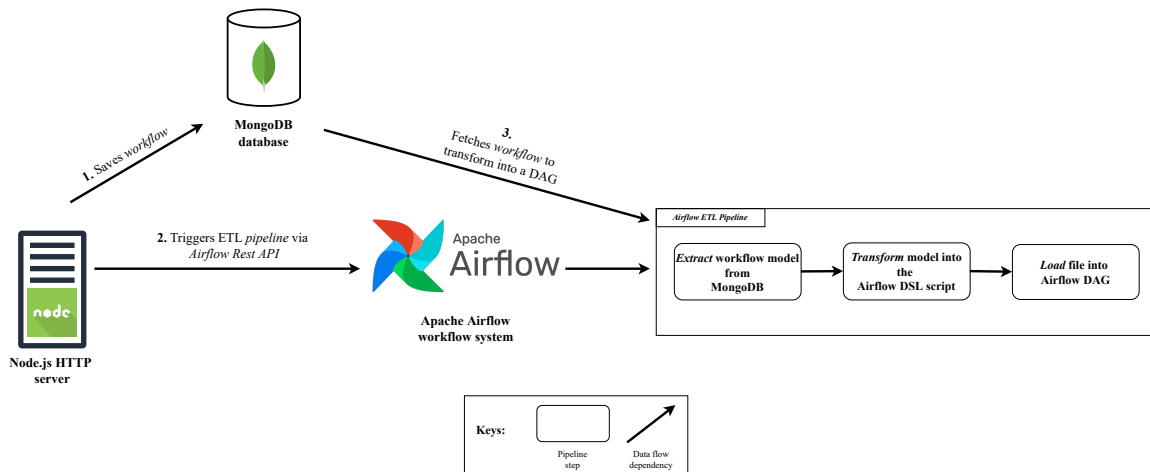 MongoDB
database
1. Saves workflow
3.
Fetches workflow to
transform into a DAG
2. Triggers ETL pipeline via
Airflow Rest API
node
Node.js HTTP
server
Apache
Airflow
Apache Airflow
workflow system
Airflow ETL Pipeline
Extract workflow model
from
MongoDB
Transform model into
the
Airflow DSL script
Load file into
Airflow DAG
Keys:
Pipeline
step
Data flow
dependency